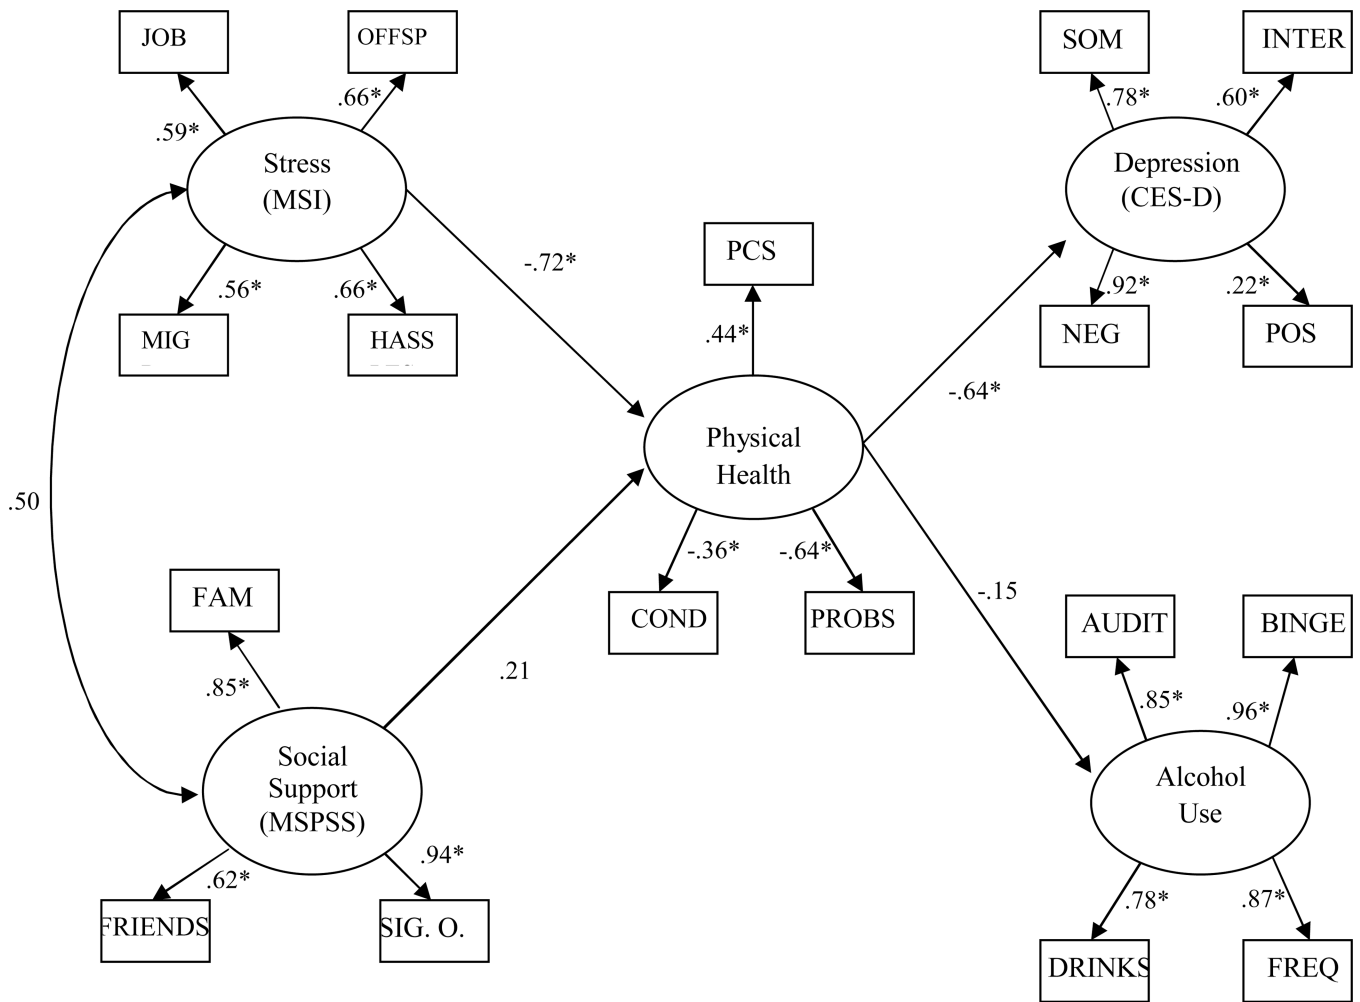 JOB
OFFSP
.59*
.66*
Stress
(MSI)
.56*
.66*
MIG
HASS
-.72*
.50
PCS
.44*
Physical
Health
-.36*
-.64*
COND
PROBS
FAM
.85*
.21
Social
Support
(MSPSS)
.62*
.94*
FRIENDS
SIG. O.
SOM
INTER
.78*
.60*
Depression
(CES-D)
.92*
.22*
NEG
POS
-.64*
-.15
AUDIT
BINGE
.85*
.96*
Alcohol
Use
.78*
.87*
DRINKS
FREQ